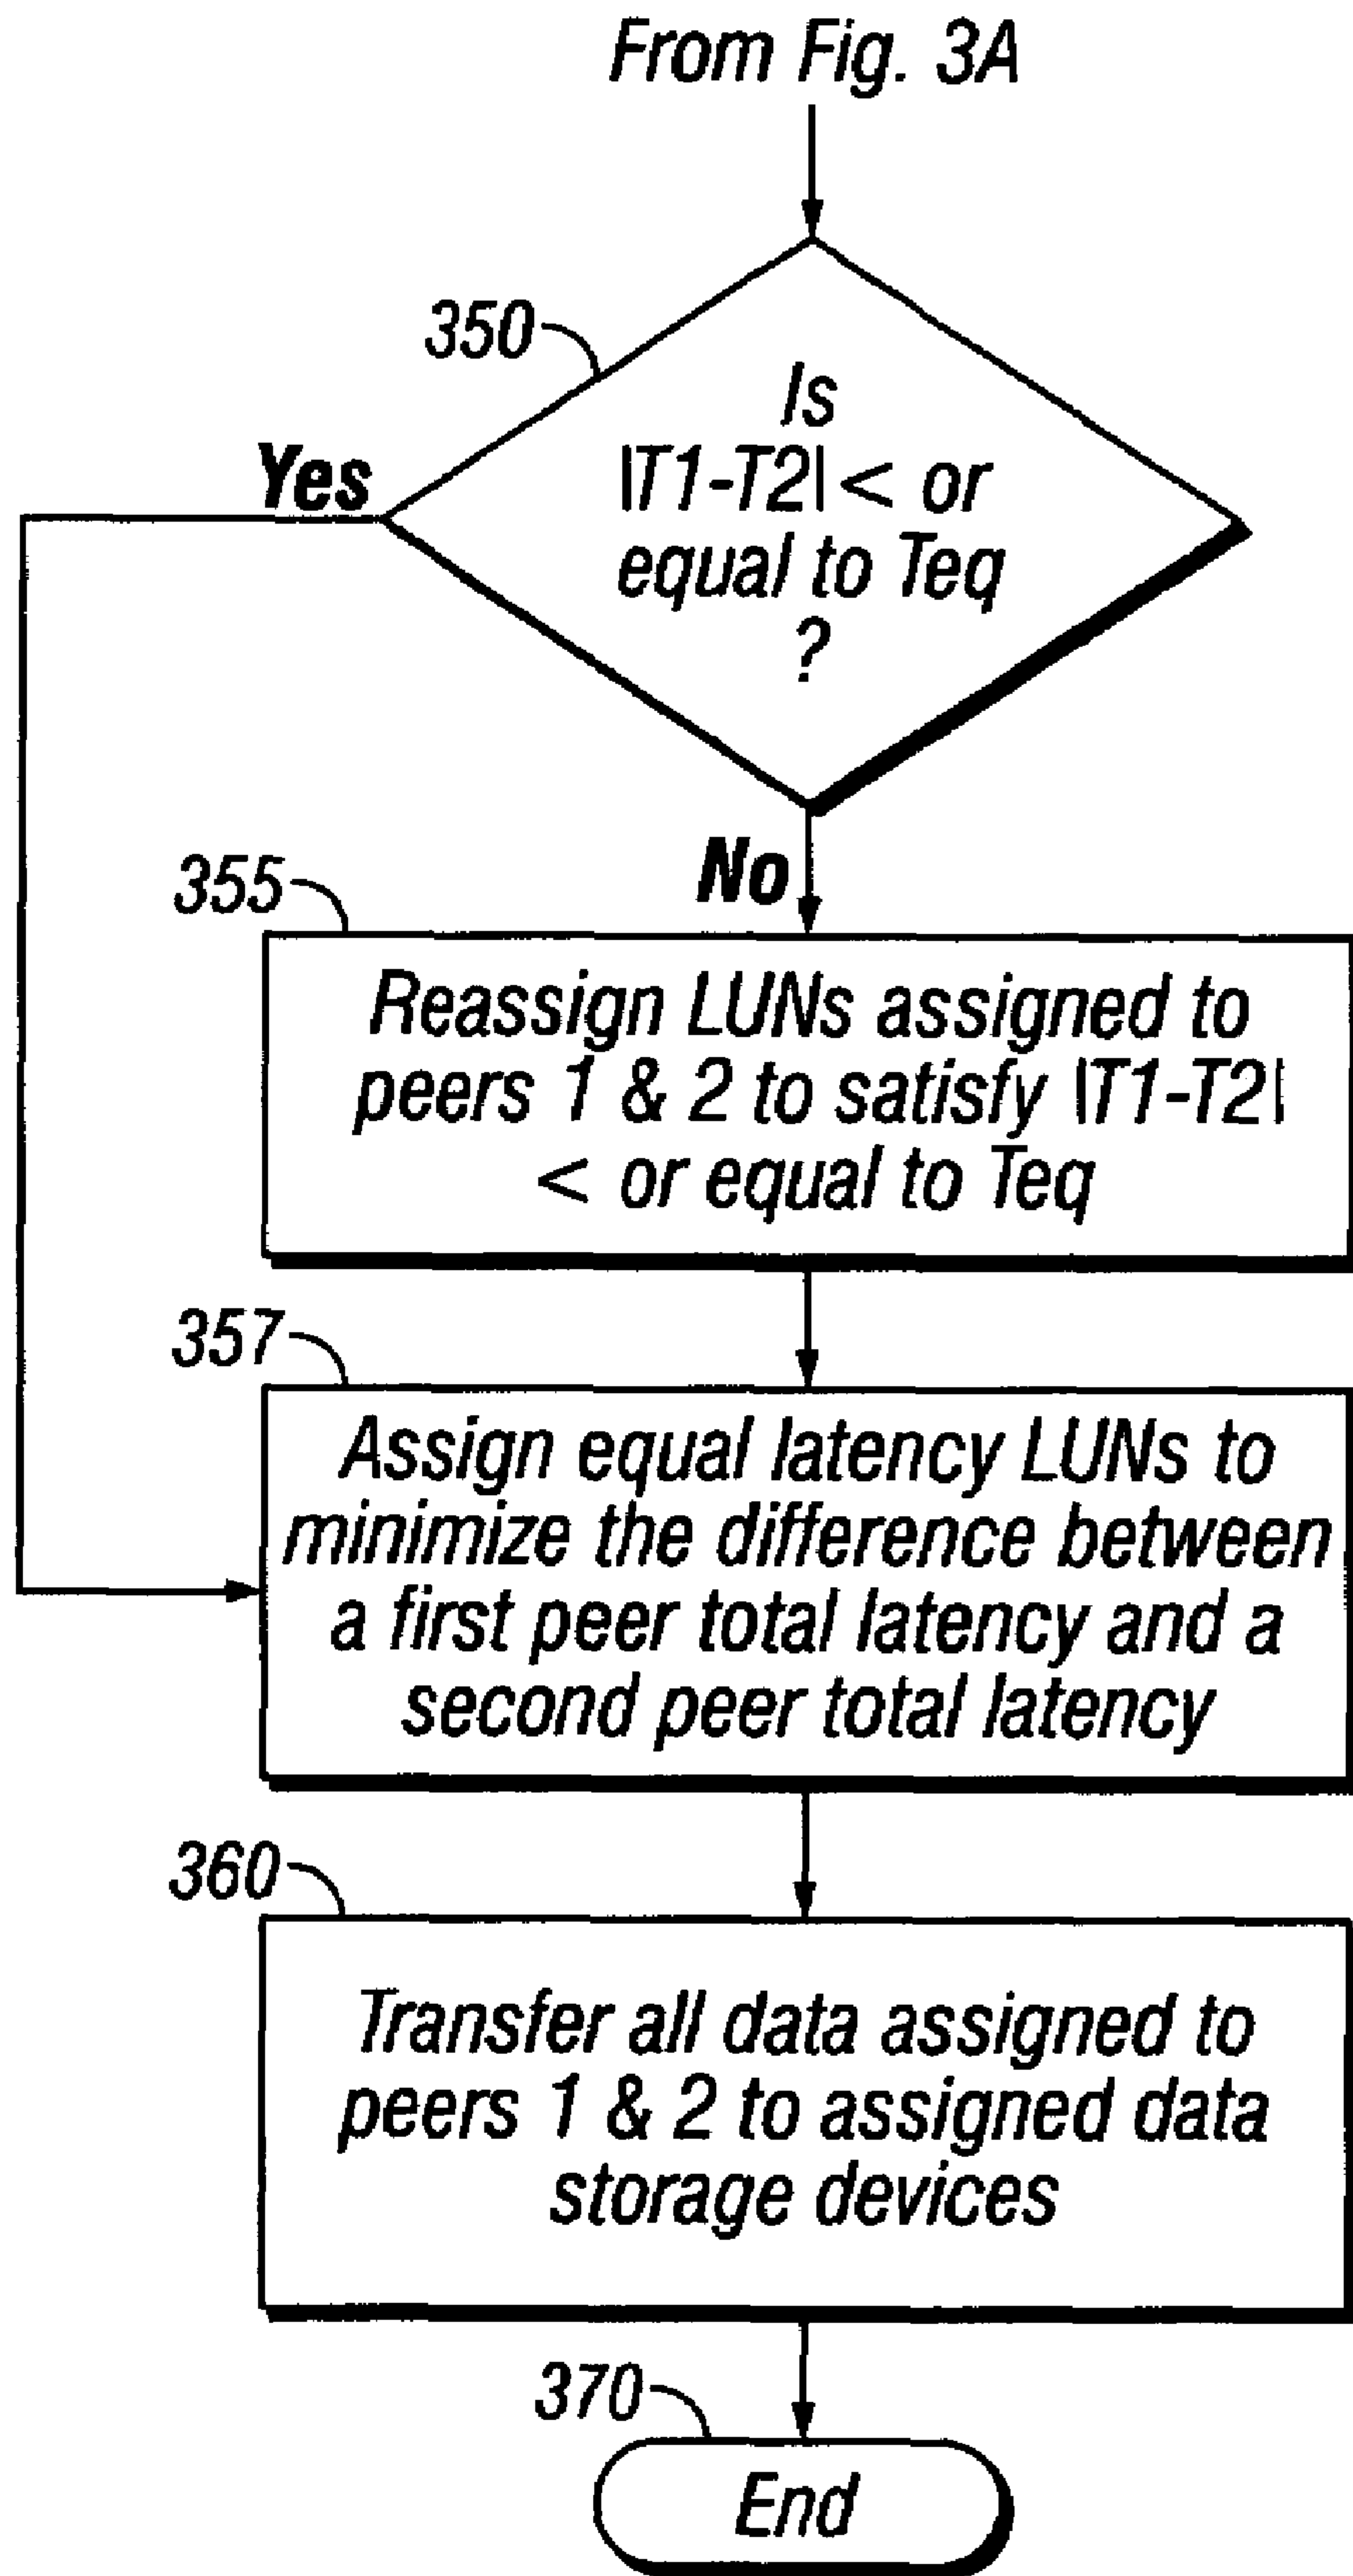 From Fig. 3A
350
Is
|T1-T2| < or
equal to Teq
?
Yes
No
355
Reassign LUNs assigned to
peers 1 & 2 to satisfy |T1-T2|
< or equal to Teq
357
Assign equal latency LUNs to
minimize the difference between
a first peer total latency and a
second peer total latency
360
Transfer all data assigned to
peers 1 & 2 to assigned data
storage devices
370
End